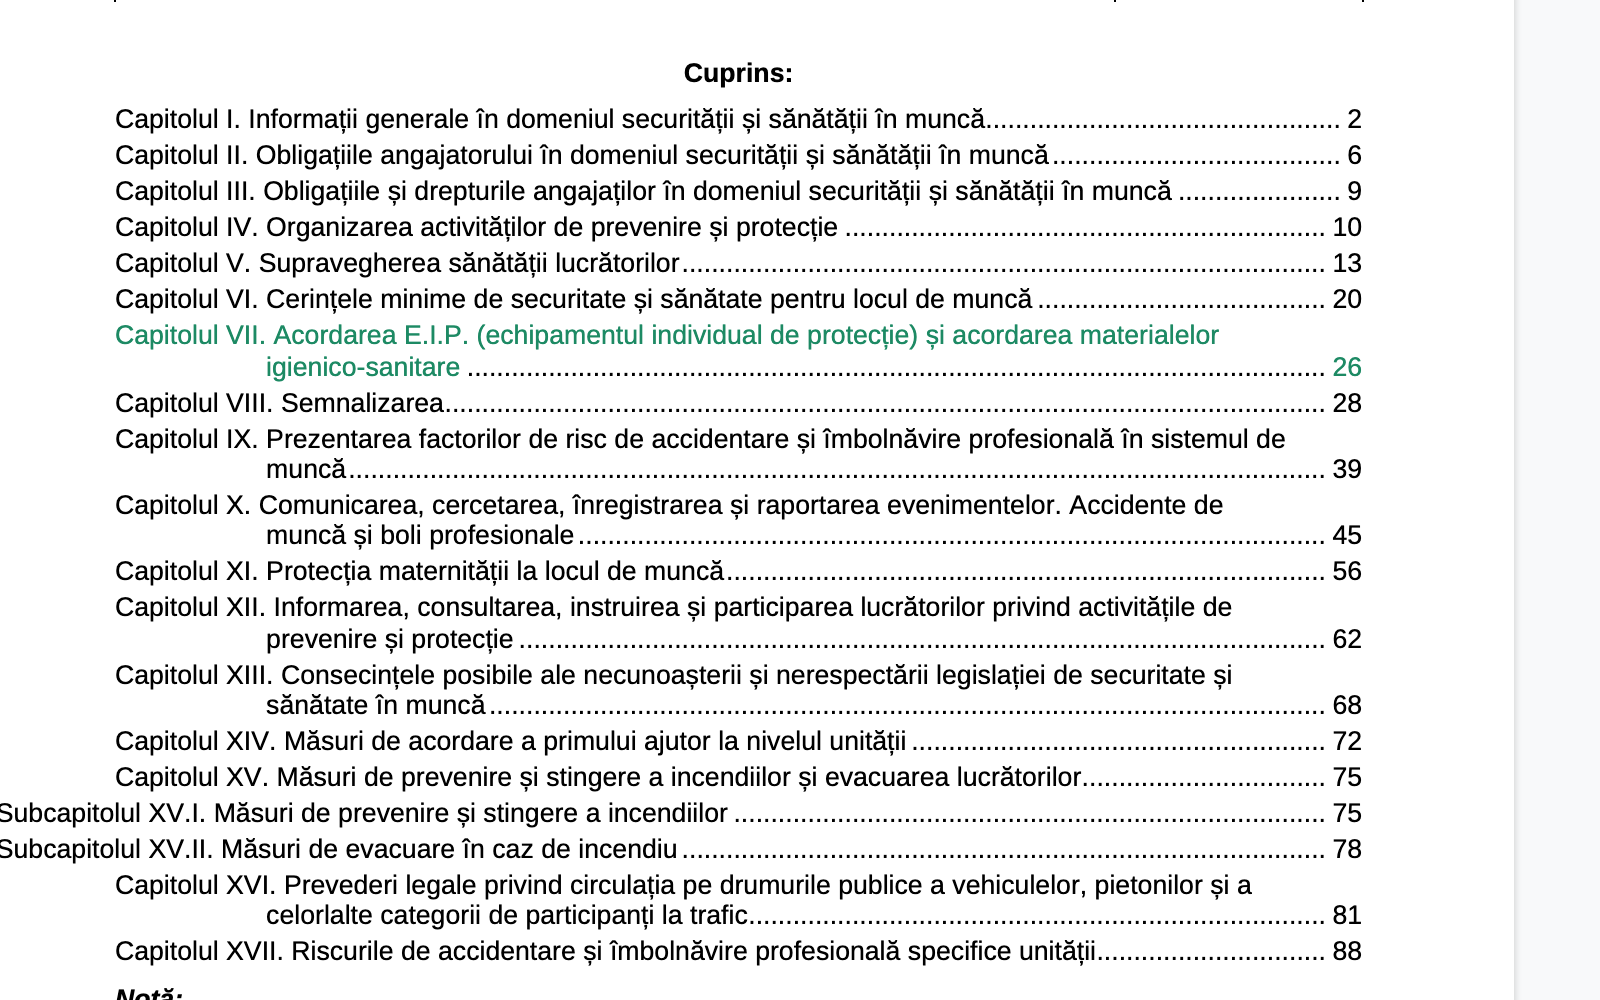 Cuprins:
Capitolul I. Informații generale în domeniul securității și sănătății în muncă................................................ 2
Capitolul II. Obligațiile angajatorului în domeniul securității și sănătății în muncă....................................... 6
Capitolul III. Obligațiile și drepturile angajaților în domeniul securității și sănătății în muncă ...................... 9
Capitolul IV. Organizarea activităților de prevenire și protecție ................................................................. 10
Capitolul V. Supravegherea sănătății lucrătorilor....................................................................................... 13
Capitolul VI. Cerințele minime de securitate și sănătate pentru locul de muncă ....................................... 20
Capitolul VII. Acordarea E.I.P. (echipamentul individual de protecție) și acordarea materialelor
igienico-sanitare .................................................................................................................... 26
Capitolul VIII. Semnalizarea....................................................................................................................... 28
Capitolul IX. Prezentarea factorilor de risc de accidentare și îmbolnăvire profesională în sistemul de
muncă.................................................................................................................................... 39
Capitolul X. Comunicarea, cercetarea, înregistrarea și raportarea evenimentelor. Accidente de
muncă și boli profesionale..................................................................................................... 45
Capitolul XI. Protecția maternității la locul de muncă................................................................................. 56
Capitolul XII. Informarea, consultarea, instruirea și participarea lucrătorilor privind activitățile de
prevenire și protecție ............................................................................................................. 62
Capitolul XIII. Consecințele posibile ale necunoașterii și nerespectării legislației de securitate și
sănătate în muncă................................................................................................................. 68
Capitolul XIV. Măsuri de acordare a primului ajutor la nivelul unității ........................................................ 72
Capitolul XV. Măsuri de prevenire și stingere a incendiilor și evacuarea lucrătorilor................................. 75
Subcapitolul XV.I. Măsuri de prevenire și stingere a incendiilor ................................................................ 75
Subcapitolul XV.II. Măsuri de evacuare în caz de incendiu....................................................................... 78
Capitolul XVI. Prevederi legale privind circulația pe drumurile publice a vehiculelor, pietonilor și a
celorlalte categorii de participanți la trafic.............................................................................. 81
Capitolul XVII. Riscurile de accidentare și îmbolnăvire profesională specifice unității............................... 88
Notă: